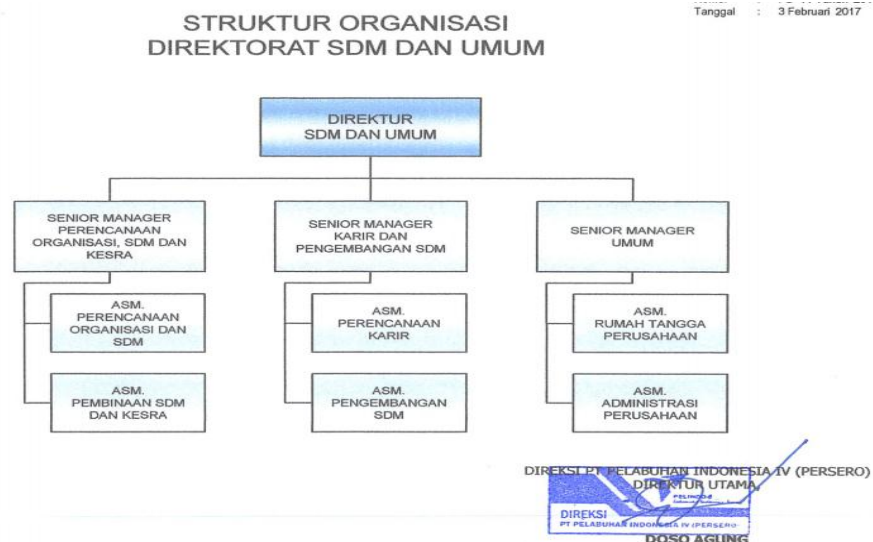 Tanggal : 3 Februari 2017
STRUKTUR ORGANISASI
DIREKTORAT SDM DAN UMUM
DIREKTUR
SDM DAN UMUM
SENIOR MANAGER
PERENCANAAN
ORGANISASI, SDM DAN
KESRA
SENIOR MANAGER
KARIR DAN
PENGEMBANGAN SDM
SENIOR MANAGER
UMUM
ASM.
PERENCANAAN
ORGANISASI DAN
SDM
ASM.
PERENCANAAN
KARIR
ASM.
RUMAH TANGGA
PERUSAHAAN
ASM.
PEMBINAAN SDM
DAN KESRA
ASM.
PENGEMBANGAN
SDM
ASM.
ADMINISTRASI
PERUSAHAAN
DIREKSI PT PELABUHAN INDONESIA IV (PERSERO)
DIREKTUR UTAMA,
DIREKSI
PT PELABUHAN INDONESIA IV (PERSERO)
DOSO AGUNG